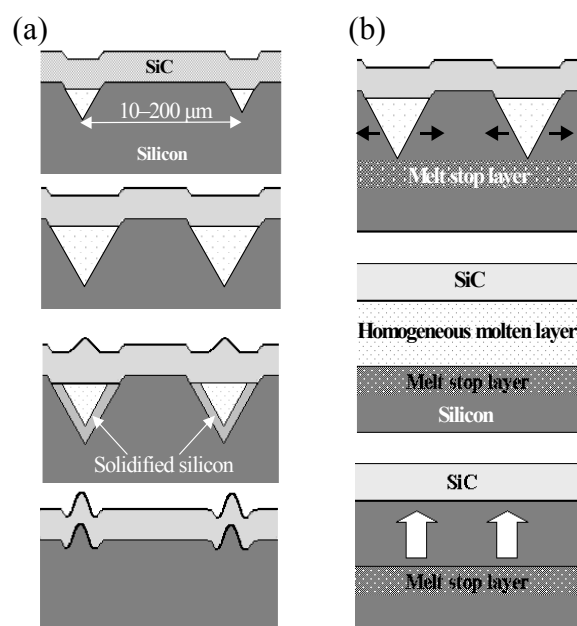 (a)
SiC
10–200 μm
Silicon
Solidified silicon
(b)
Melt stop layer
SiC
Homogeneous molten layer
Melt stop layer
Silicon
SiC
Melt stop layer